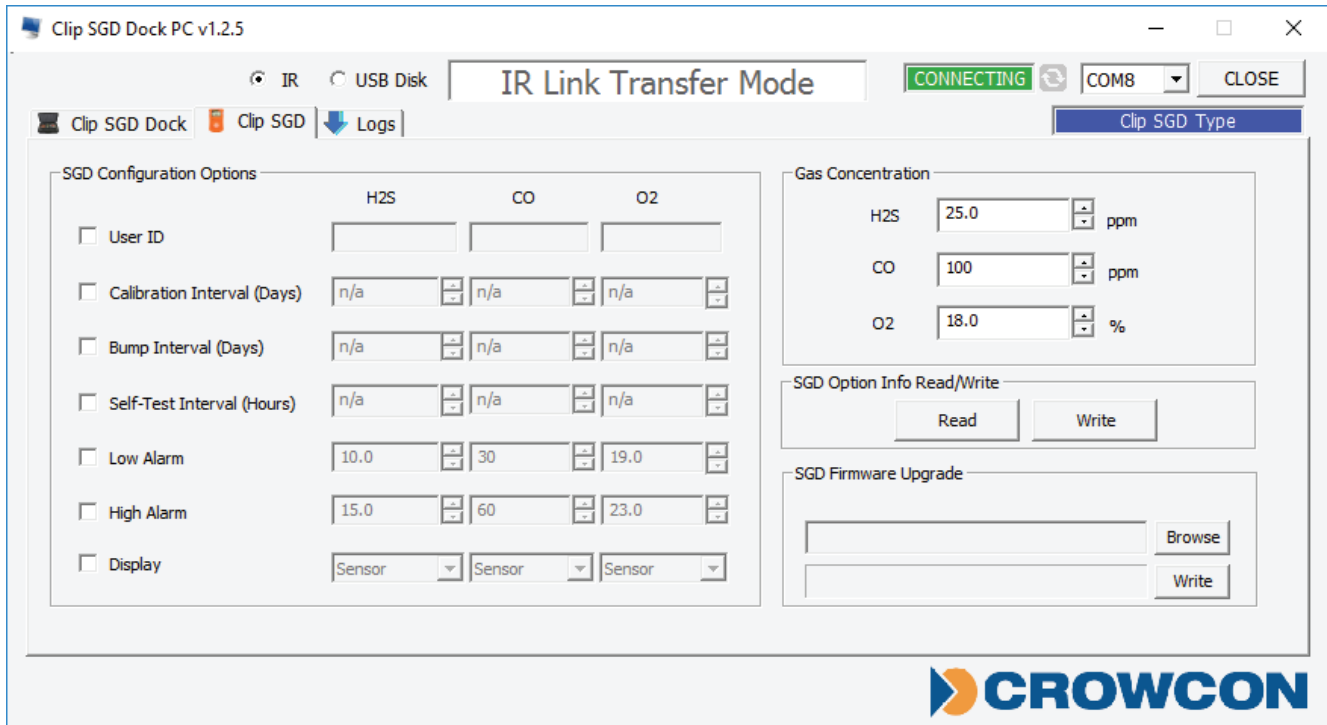 Clip SGD Dock PC v1.2.5
IR USB Disk IR Link Transfer Mode CONNECTING COM8 CLOSE
Clip SGD Dock Clip SGD Logs Clip SGD Type
SGD Configuration Options
H2S CO O2
User ID
Calibration Interval (Days) n/a n/a n/a
Bump Interval (Days) n/a n/a n/a
Self-Test Interval (Hours) n/a n/a n/a
Low Alarm 10.0 30 19.0
High Alarm 15.0 60 23.0
Display Sensor Sensor Sensor
Gas Concentration
H2S 25.0 ppm
CO 100 ppm
O2 18.0 %
SGD Option Info Read/Write
Read Write
SGD Firmware Upgrade
Browse
Write
CROWCON